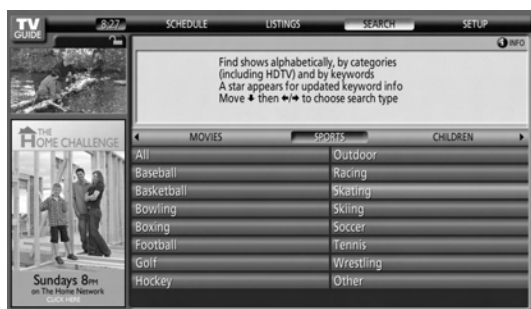 TV
GUIDE
8:27
SCHEDULE LISTINGS SEARCH SETUP
i INFO
Find shows alphabetically, by categories
(including HDTV) and by keywords
A star appears for updated keyword info
Move ⬇ then ⬅/➡ to choose search type
MOVIES SPORTS CHILDREN
All Outdoor
Baseball Racing
Basketball Skating
Bowling Skiing
Boxing Soccer
Football Tennis
Golf Wrestling
Hockey Other
THE
HOME CHALLENGE
Sundays 8PM
on The Home Network
CLICK HERE